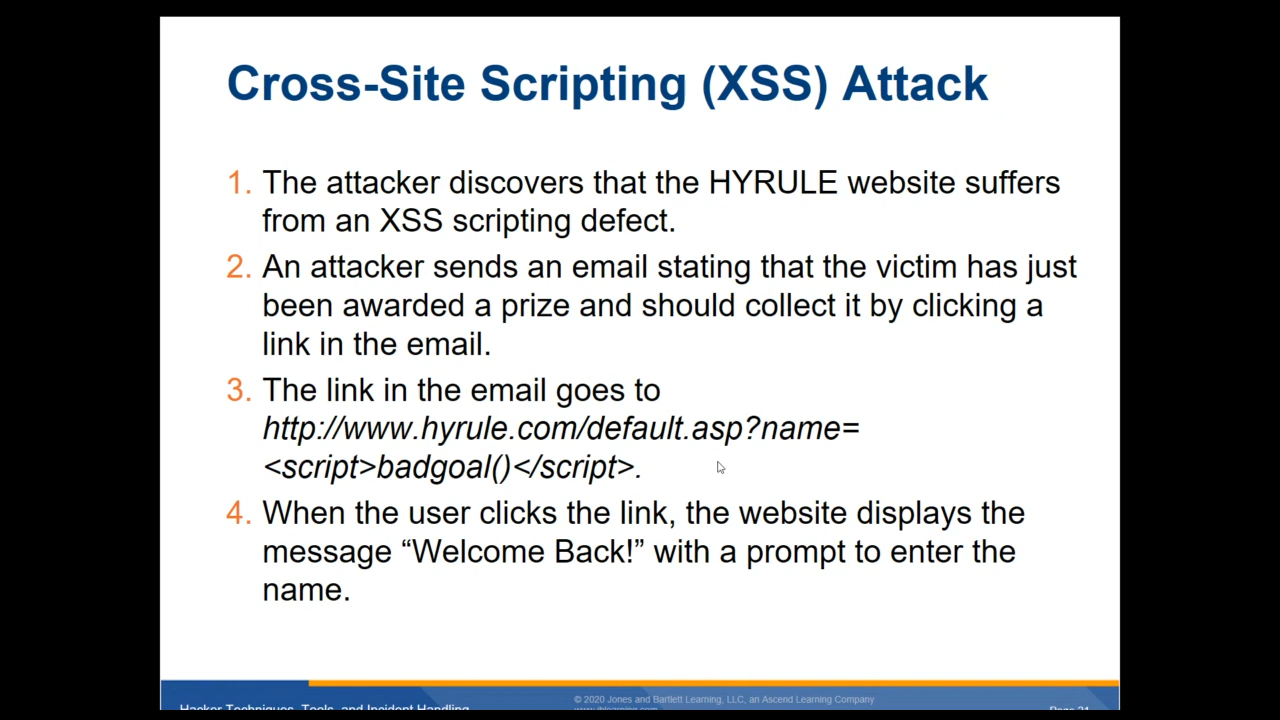 Cross-Site Scripting (XSS) Attack
1. The attacker discovers that the HYRULE website suffers
from an XSS scripting defect.
2. An attacker sends an email stating that the victim has just
been awarded a prize and should collect it by clicking a
link in the email.
3. The link in the email goes to
http://www.hyrule.com/default.asp?name=
<script>badgoal()</script>.
4. When the user clicks the link, the website displays the
message “Welcome Back!” with a prompt to enter the
name.
© 2020 Jones and Bartlett Learning, LLC, an Ascend Learning Company
www.jblearning.com
Hacker Techniques, Tools, and Incident Handling